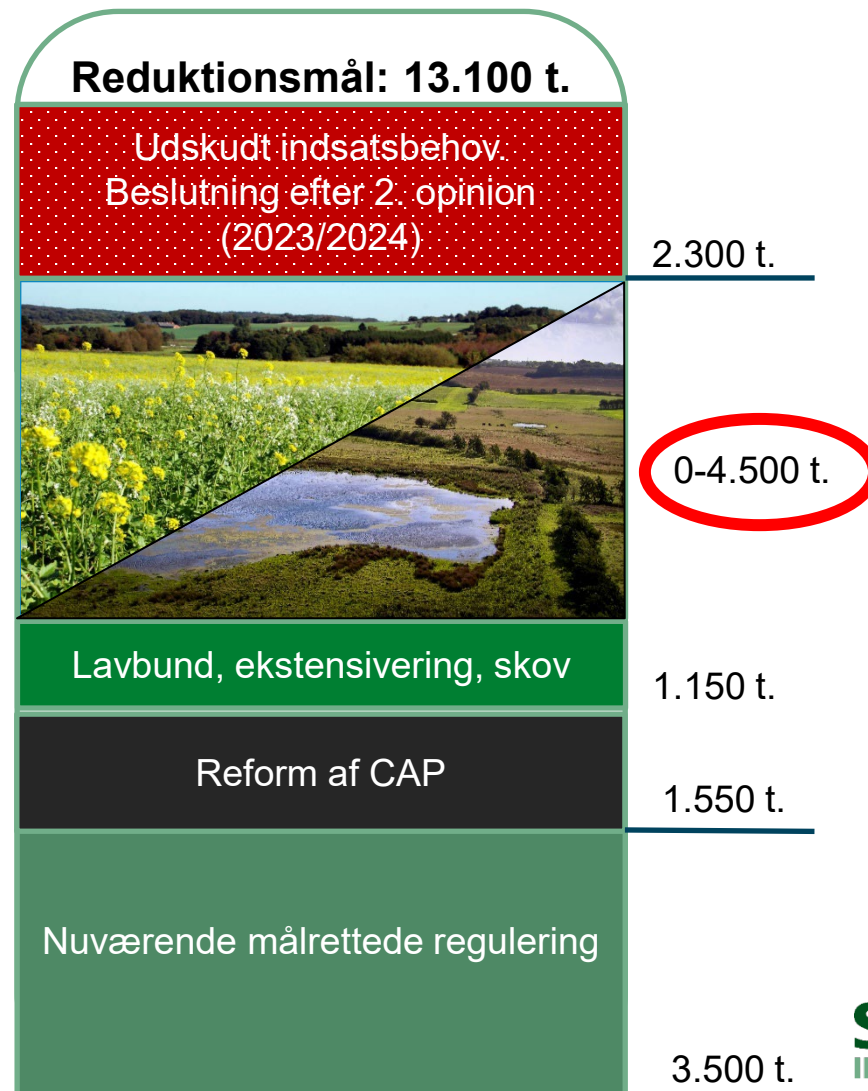 Reduktionsmål: 13.100 t.
Udskudt indsatsbehov.
Beslutning efter 2. opinion
(2023/2024)
2.300 t.
0-4.500 t.
Lavbund, ekstensivering, skov
1.150 t.
Reform af CAP
1.550 t.
Nuværende målrettede regulering
3.500 t.